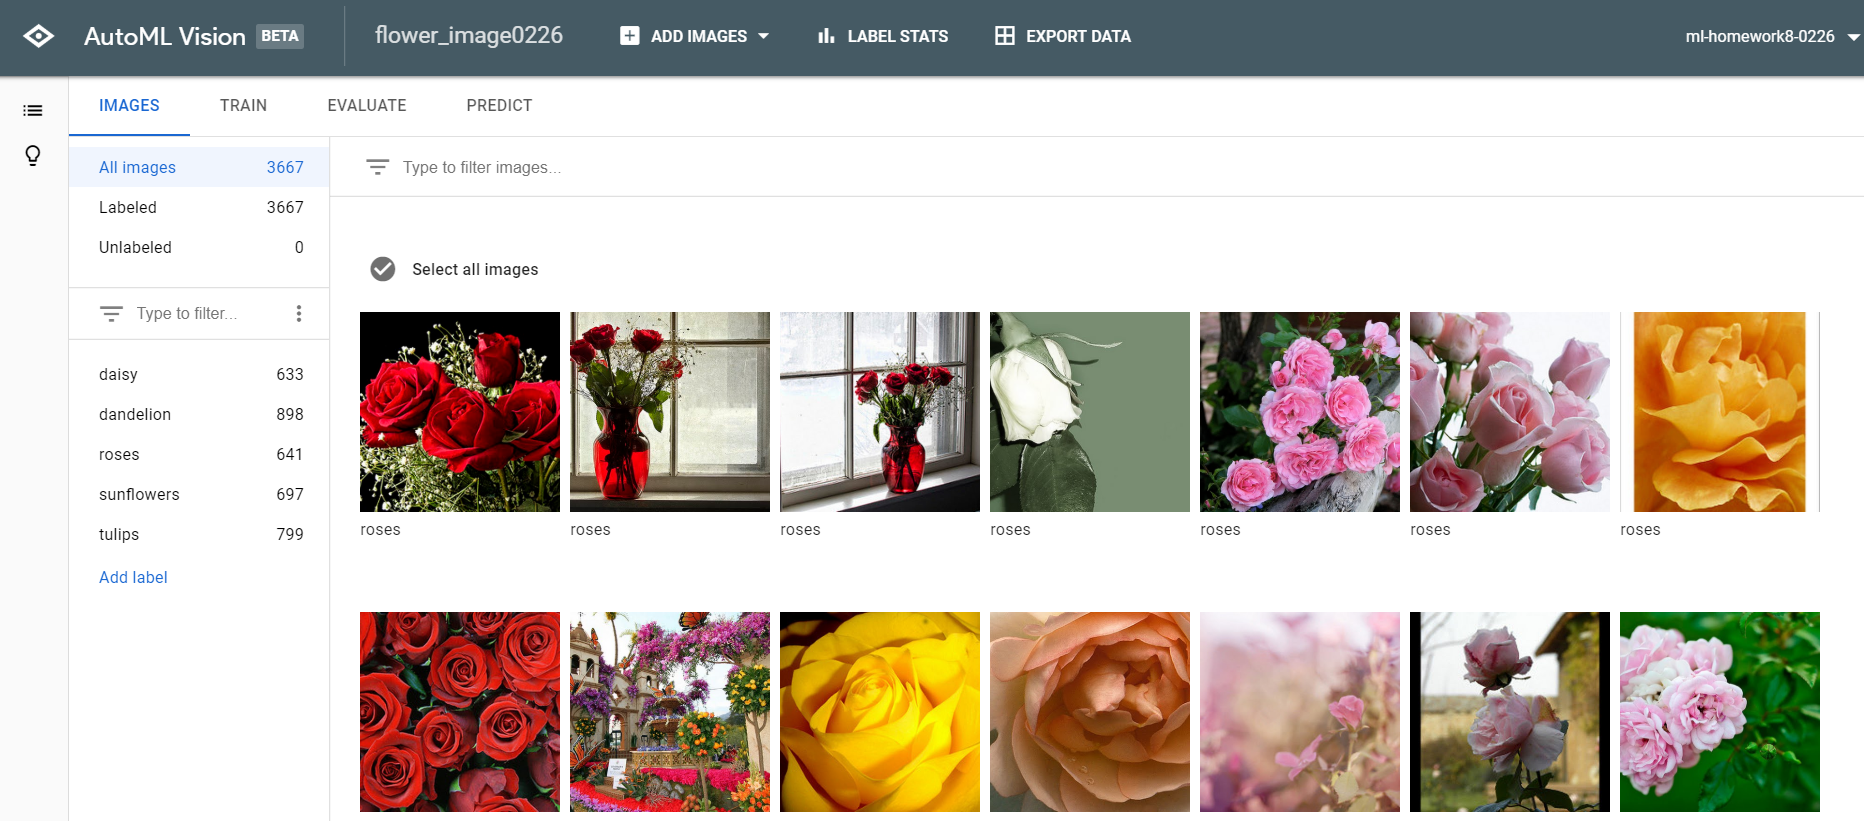 AutoML Vision BETA
flower_image0226
ADD IMAGES
LABEL STATS
EXPORT DATA
ml-homework8-0226
IMAGES
TRAIN
EVALUATE
PREDICT
All images 3667
Labeled 3667
Unlabeled 0
Type to filter...
daisy 633
dandelion 898
roses 641
sunflowers 697
tulips 799
Add label
Type to filter images...
Select all images
roses
roses
roses
roses
roses
roses
roses